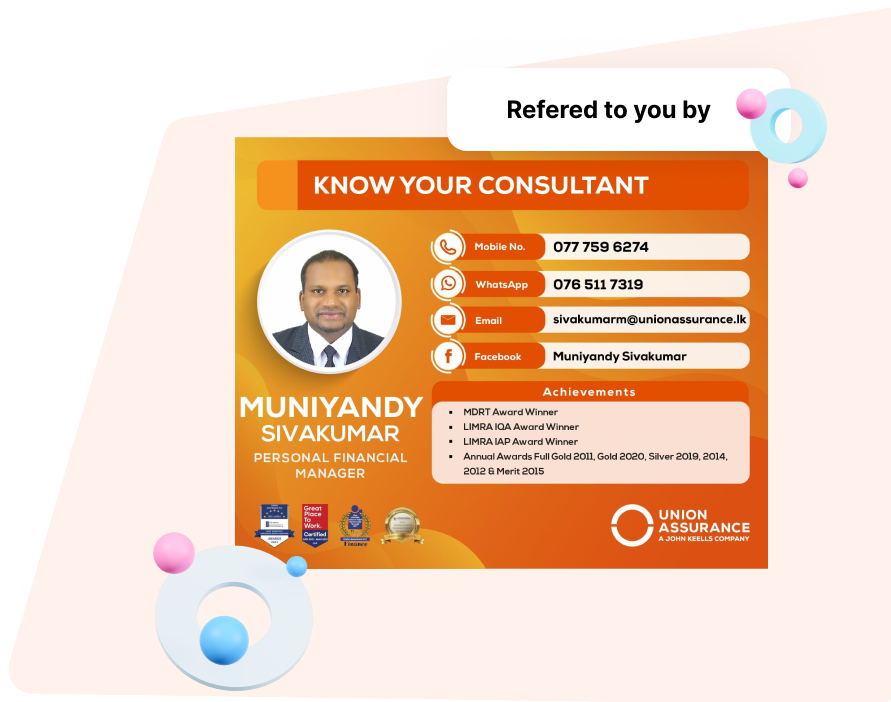 Refered to you by
KNOW YOUR CONSULTANT
Mobile No. 077 759 6274
WhatsApp 076 511 7319
Email sivakumarm@unionassurance.lk
Facebook Muniyandy Sivakumar
MUNIYANDY
SIVAKUMAR
PERSONAL FINANCIAL
MANAGER
Achievements
▪ MDRT Award Winner
▪ LIMRA IQA Award Winner
▪ LIMRA IAP Award Winner
▪ Annual Awards Full Gold 2011, Gold 2020, Silver 2019, 2014,
2012 & Merit 2015
Great
Place
To
Work.
Certified
Finance
UNION
ASSURANCE
A JOHN KEELLS COMPANY